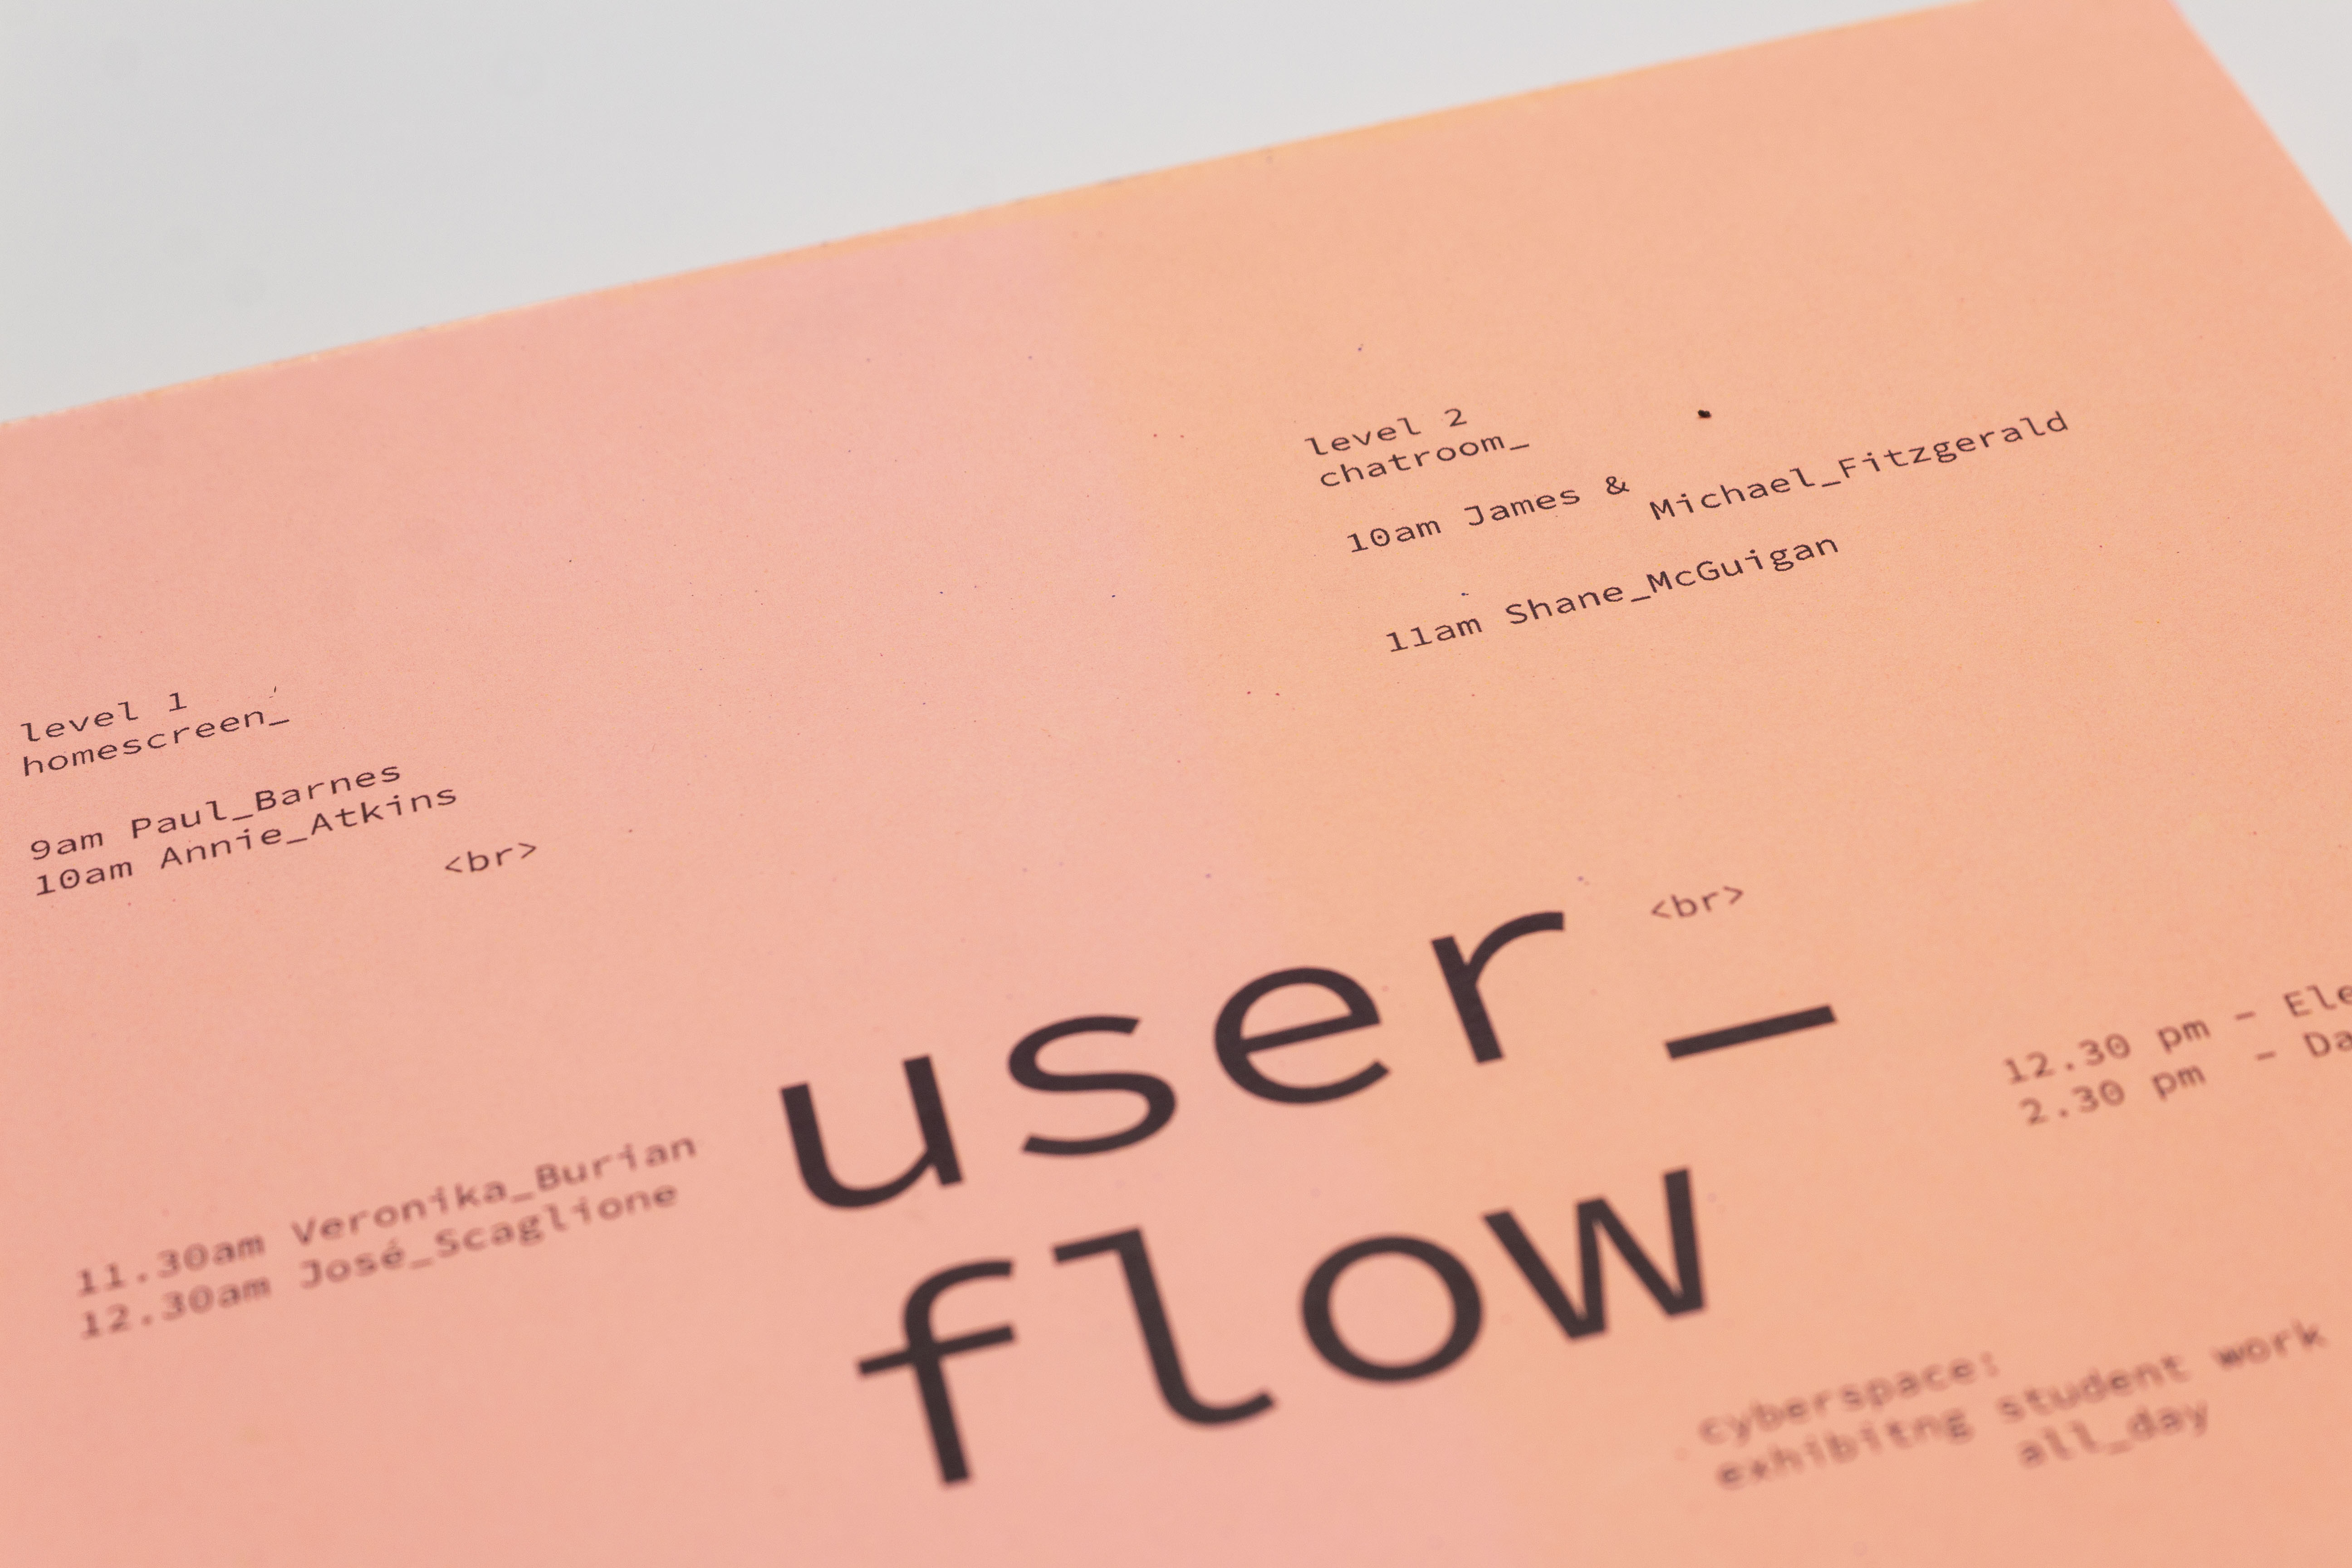 level 1
homescreen_
9am Paul_Barnes
10am Annie_Atkins
<br>
11.30am Veronika_Burian
12.30am José_Scaglione
level 2
chatroom_
10am James &
Michael_Fitzgerald
11am Shane_McGuigan
<br>
12.30 pm – Ele
2.30 pm – Da
user_
flow
cyberspace:
exhibitng student work
all_day